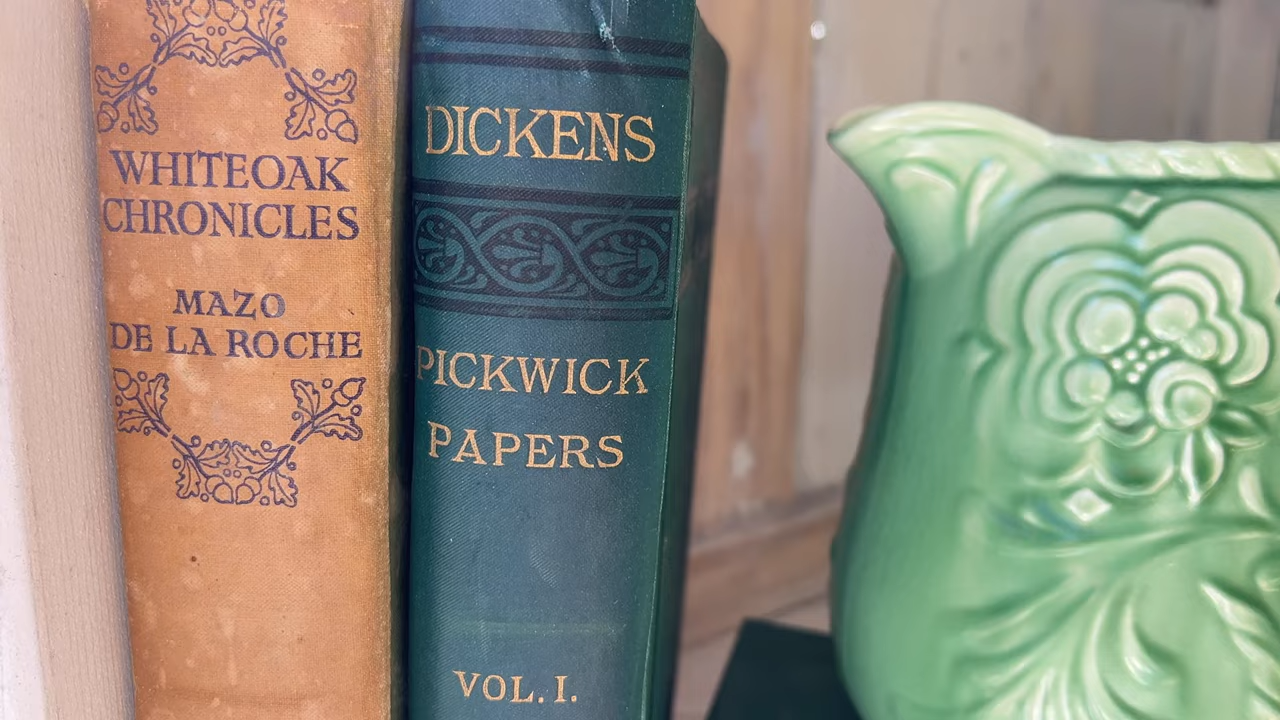 WHITEOAK
CHRONICLES
MAZO
DE LA ROCHE
DICKENS
PICKWICK
PAPERS
VOL. I.